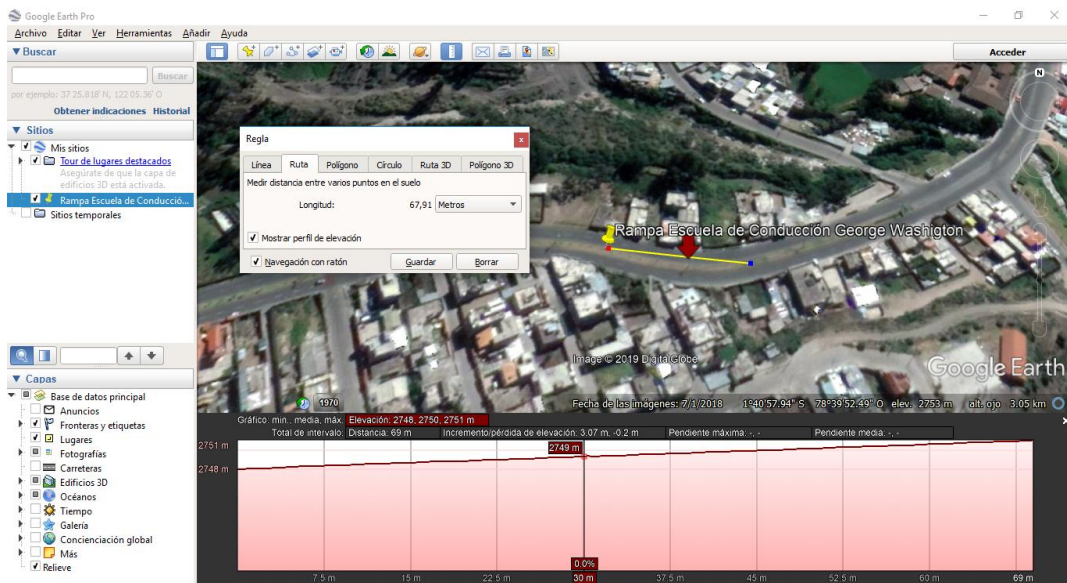 Google Earth Pro
Archivo Editar Ver Herramientas Añadir Ayuda
▼ Buscar
Buscar
por ejemplo: 37 25.818' N, 122 05.36' O
Obtener indicaciones Historial
Acceder
▼ Sitios
Mis sitios
Tour de lugares destacados
Asegúrate de que la capa de
edificios 3D está activada.
Rampa Escuela de Conducció...
Sitios temporales
▼ Capas
Base de datos principal
Anuncios
Fronteras y etiquetas
Lugares
Fotografías
Carreteras
Edificios 3D
Océanos
Tiempo
Galería
Concienciación global
Más
Relieve
Regla
Línea Ruta Polígono Círculo Ruta 3D Polígono 3D
Medir distancia entre varios puntos en el suelo
Longitud: 67,91 Metros
Mostrar perfil de elevación
Navegación con ratón Guardar Borrar
N
Rampa Escuela de Conducción George Washigton
Image © 2019 DigitalGlobe
Google Earth
1970
Fecha de las imágenes: 7/1/2018 1°40'57.94" S 78°39'52.49" O elev. 2753 m alt. ojo 3.05 km
Gráfico: mín., media, máx. Elevación: 2748, 2750, 2751 m
Total de intervalo: Distancia: 69 m Incremento/pérdida de elevación: 3.07 m, -0.2 m Pendiente máxima: -, - Pendiente media: -, -
2751 m
2749 m
2748 m
0.0%
7.5 m 15 m 22.5 m 30 m 37.5 m 45 m 52.5 m 60 m 69 m